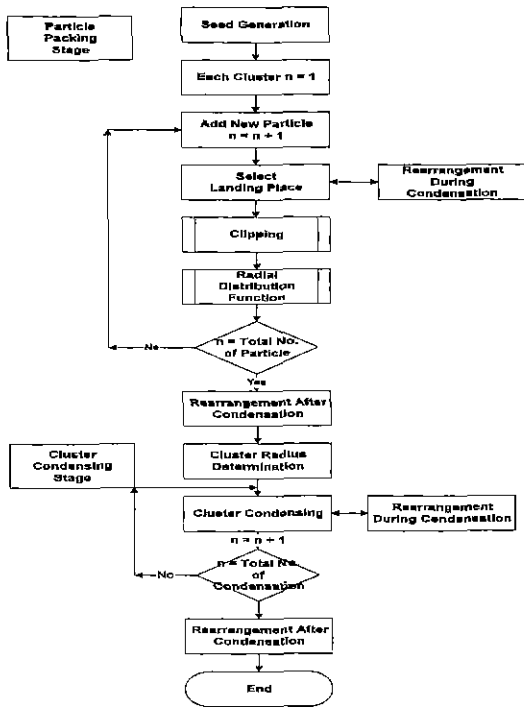 Particle
Packing
Stage
Seed Generation
Each Cluster n = 1
Add New Particle
n = n + 1
Select
Landing Place
Rearrangement
During
Condensation
Clipping
Radial
Distribution
Function
n = Total No.
of Particle
No
Yes
Rearrangement After
Condensation
Cluster
Condensing
Stage
Cluster Radius
Determination
Cluster Condensing
Rearrangement
During Condensation
n = n + 1
n = Total No.
of
Condensation
No
Rearrangement After
Condensation
End